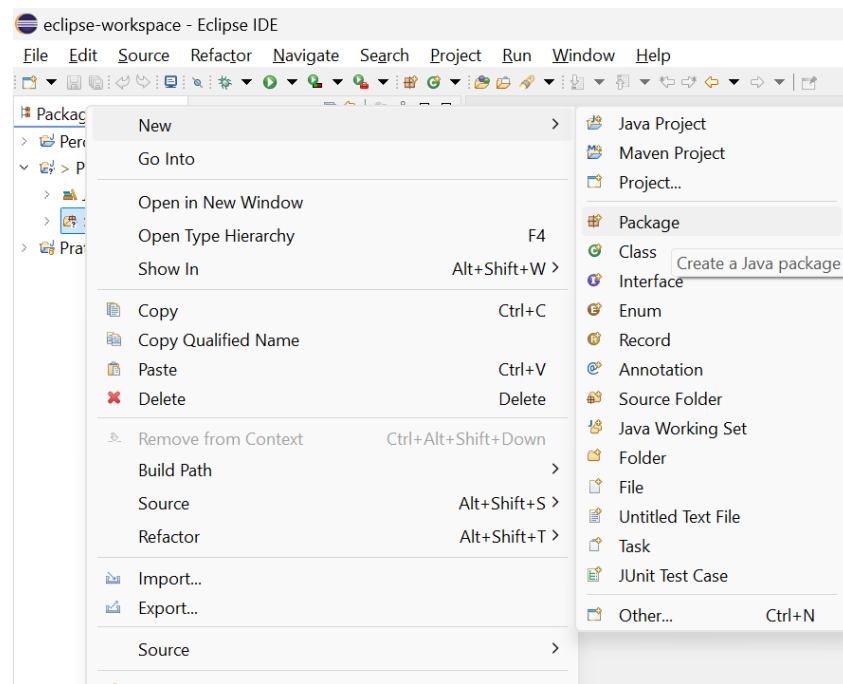 eclipse-workspace - Eclipse IDE
File Edit Source Refactor Navigate Search Project Run Window Help
New
Go Into
Open in New Window
Open Type Hierarchy F4
Show In Alt+Shift+W >
Copy Ctrl+C
Copy Qualified Name
Paste Ctrl+V
Delete Delete
Remove from Context Ctrl+Alt+Shift+Down
Build Path
Source Alt+Shift+S >
Refactor Alt+Shift+T >
Import...
Export...
Source
Java Project
Maven Project
Project...
Package
Class
Create a Java package
Interface
Enum
Record
Annotation
Source Folder
Java Working Set
Folder
File
Untitled Text File
Task
JUnit Test Case
Other... Ctrl+N